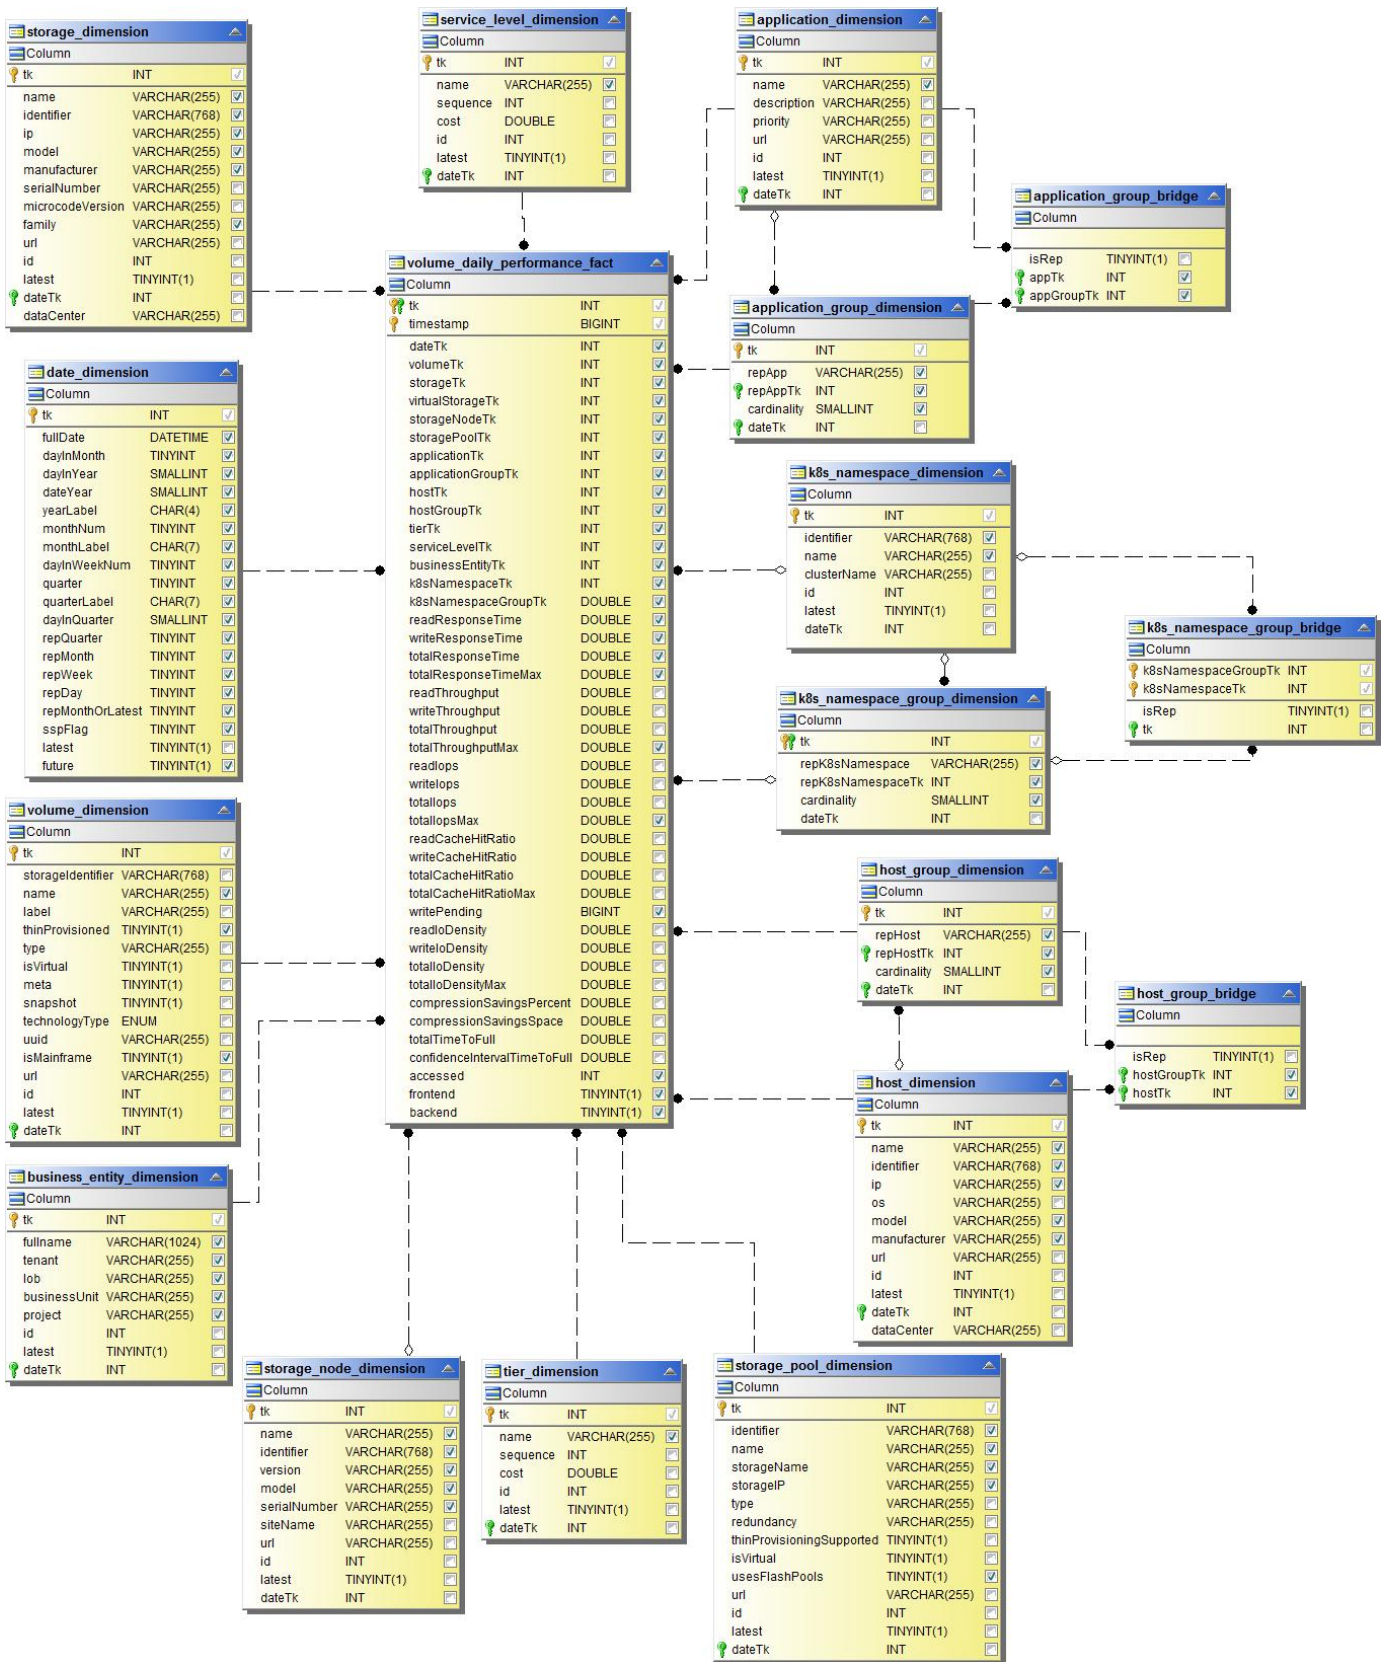 storage_dimension
Column
tk INT
name VARCHAR(255)
identifier VARCHAR(768)
ip VARCHAR(255)
model VARCHAR(255)
manufacturer VARCHAR(255)
serialNumber VARCHAR(255)
microcodeVersion VARCHAR(255)
family VARCHAR(255)
url VARCHAR(255)
id INT
latest TINYINT(1)
dateTk INT
dataCenter VARCHAR(255)
service_level_dimension
Column
tk INT
name VARCHAR(255)
sequence INT
cost DOUBLE
id INT
latest TINYINT(1)
dateTk INT
application_dimension
Column
tk INT
name VARCHAR(255)
description VARCHAR(255)
priority VARCHAR(255)
url VARCHAR(255)
id INT
latest TINYINT(1)
dateTk INT
application_group_bridge
Column
isRep TINYINT(1)
appTk INT
appGroupTk INT
volume_daily_performance_fact
Column
tk INT
timestamp BIGINT
dateTk INT
volumeTk INT
storageTk INT
virtualStorageTk INT
storageNodeTk INT
storagePoolTk INT
applicationTk INT
applicationGroupTk INT
hostTk INT
hostGroupTk INT
tierTk INT
serviceLevelTk INT
businessEntityTk INT
k8sNamespaceTk INT
k8sNamespaceGroupTk DOUBLE
readResponseTime DOUBLE
writeResponseTime DOUBLE
totalResponseTime DOUBLE
totalResponseTimeMax DOUBLE
readThroughput DOUBLE
writeThroughput DOUBLE
totalThroughput DOUBLE
totalThroughputMax DOUBLE
readIops DOUBLE
writeIops DOUBLE
totalIops DOUBLE
totalIopsMax DOUBLE
readCacheHitRatio DOUBLE
writeCacheHitRatio DOUBLE
totalCacheHitRatio DOUBLE
totalCacheHitRatioMax DOUBLE
writePending BIGINT
readIoDensity DOUBLE
writeIoDensity DOUBLE
totalIoDensity DOUBLE
totalIoDensityMax DOUBLE
compressionSavingsPercent DOUBLE
compressionSavingsSpace DOUBLE
totalTimeToFull DOUBLE
confidenceIntervalTimeToFull DOUBLE
accessed INT
frontend TINYINT(1)
backend TINYINT(1)
application_group_dimension
Column
tk INT
repApp VARCHAR(255)
repAppTk INT
cardinality SMALLINT
dateTk INT
date_dimension
Column
tk INT
fullDate DATETIME
dayInMonth TINYINT
dayInYear SMALLINT
dateYear SMALLINT
yearLabel CHAR(4)
monthNum TINYINT
monthLabel CHAR(7)
dayInWeekNum TINYINT
quarter TINYINT
quarterLabel CHAR(7)
dayInQuarter SMALLINT
repQuarter TINYINT
repMonth TINYINT
repWeek TINYINT
repDay TINYINT
repMonthOrLatest TINYINT
sspFlag TINYINT
latest TINYINT(1)
future TINYINT(1)
k8s_namespace_dimension
Column
tk INT
identifier VARCHAR(768)
name VARCHAR(255)
clusterName VARCHAR(255)
id INT
latest TINYINT(1)
dateTk INT
k8s_namespace_group_bridge
Column
k8sNamespaceGroupTk INT
k8sNamespaceTk INT
isRep TINYINT(1)
tk INT
k8s_namespace_group_dimension
Column
tk INT
repK8sNamespace VARCHAR(255)
repK8sNamespaceTk INT
cardinality SMALLINT
dateTk INT
volume_dimension
Column
tk INT
storageIdentifier VARCHAR(768)
name VARCHAR(255)
label VARCHAR(255)
thinProvisioned TINYINT(1)
type VARCHAR(255)
isVirtual TINYINT(1)
meta TINYINT(1)
snapshot TINYINT(1)
technologyType ENUM
uuid VARCHAR(255)
isMainframe TINYINT(1)
url VARCHAR(255)
id INT
latest TINYINT(1)
dateTk INT
host_group_dimension
Column
tk INT
repHost VARCHAR(255)
repHostTk INT
cardinality SMALLINT
dateTk INT
host_group_bridge
Column
isRep TINYINT(1)
hostGroupTk INT
hostTk INT
host_dimension
Column
tk INT
name VARCHAR(255)
identifier VARCHAR(768)
ip VARCHAR(255)
os VARCHAR(255)
model VARCHAR(255)
manufacturer VARCHAR(255)
url VARCHAR(255)
id INT
latest TINYINT(1)
dateTk INT
dataCenter VARCHAR(255)
business_entity_dimension
Column
tk INT
fullname VARCHAR(1024)
tenant VARCHAR(255)
lob VARCHAR(255)
businessUnit VARCHAR(255)
project VARCHAR(255)
id INT
latest TINYINT(1)
dateTk INT
storage_node_dimension
Column
tk INT
name VARCHAR(255)
identifier VARCHAR(768)
version VARCHAR(255)
model VARCHAR(255)
serialNumber VARCHAR(255)
siteName VARCHAR(255)
url VARCHAR(255)
id INT
latest TINYINT(1)
dateTk INT
tier_dimension
Column
tk INT
name VARCHAR(255)
sequence INT
cost DOUBLE
id INT
latest TINYINT(1)
dateTk INT
storage_pool_dimension
Column
tk INT
identifier VARCHAR(768)
name VARCHAR(255)
storageName VARCHAR(255)
storageIP VARCHAR(255)
type VARCHAR(255)
redundancy VARCHAR(255)
thinProvisioningSupported TINYINT(1)
isVirtual TINYINT(1)
usesFlashPools TINYINT(1)
url VARCHAR(255)
id INT
latest TINYINT(1)
dateTk INT